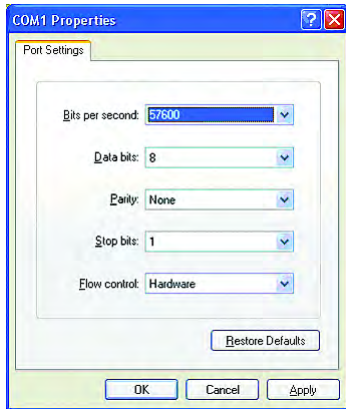 COM1 Properties
Port Settings
Bits per second: 57600
Data bits: 8
Parity: None
Stop bits: 1
Flow control: Hardware
Restore Defaults
OK Cancel Apply